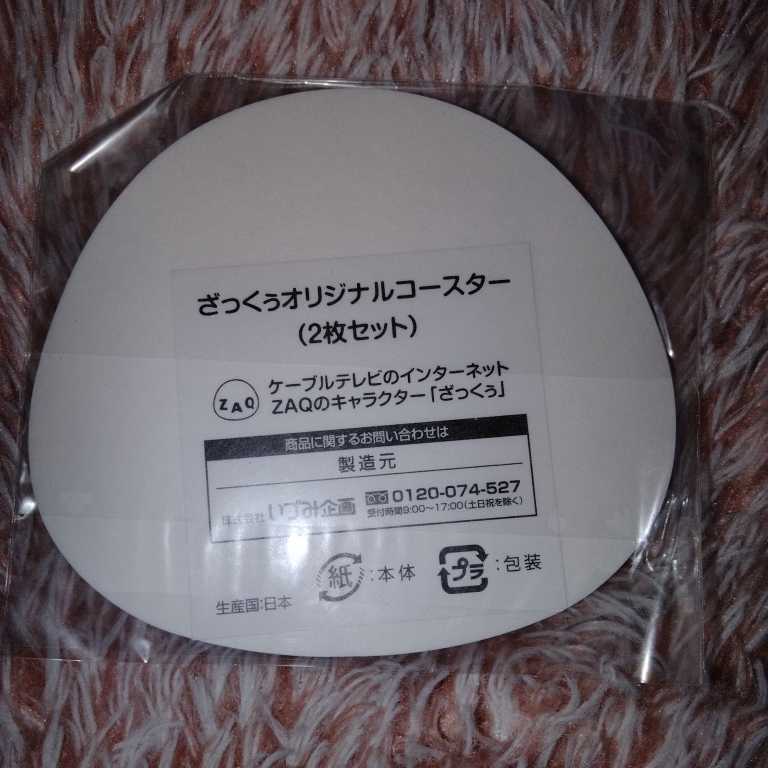 ざっくぅオリジナルコースター
(2枚セット)
ZAQ
ケーブルテレビのインターネット
ZAQのキャラクター「ざっくぅ」
商品に関するお問い合わせは
製造元
株式会社 いづみ企画
0120-074-527
受付時間9:00～17:00(土日祝を除く)
紙:本体
プラ:包装
生産国:日本